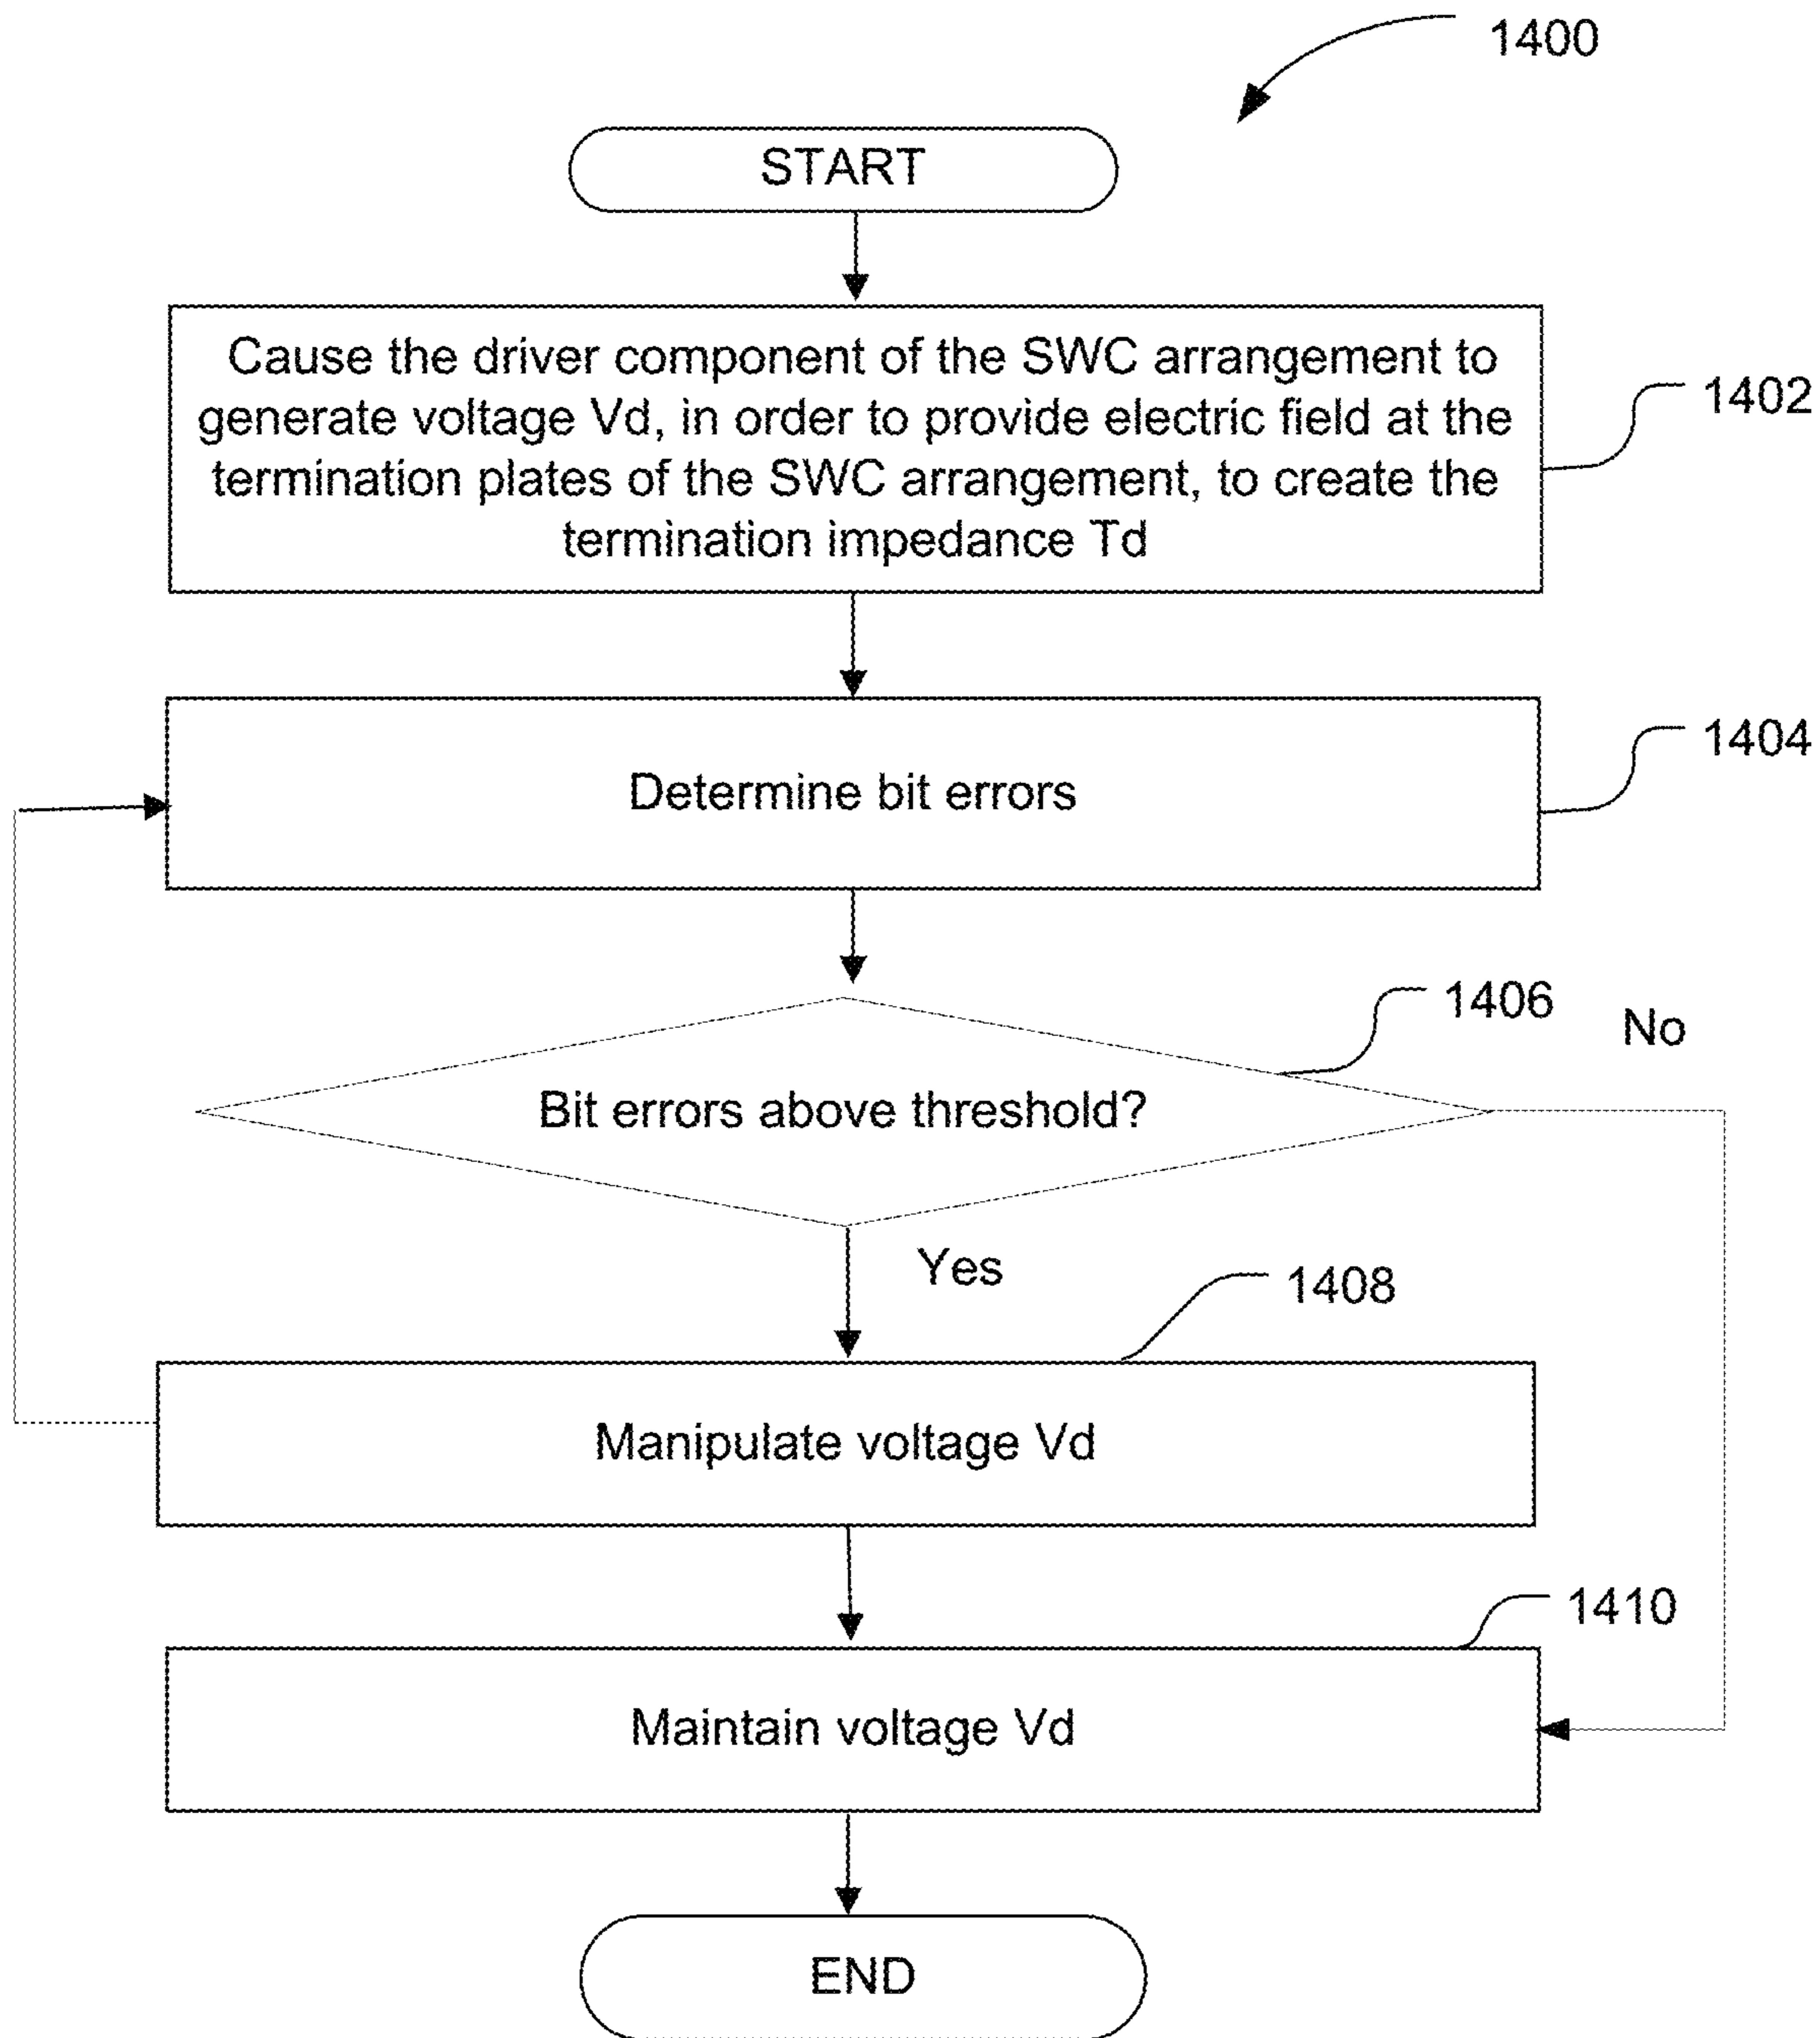 1400
START
Cause the driver component of the SWC arrangement to
generate voltage Vd, in order to provide electric field at the
termination plates of the SWC arrangement, to create the
termination impedance Td
1402
Determine bit errors
1404
Bit errors above threshold?
1406
No
Yes
1408
Manipulate voltage Vd
1410
Maintain voltage Vd
END